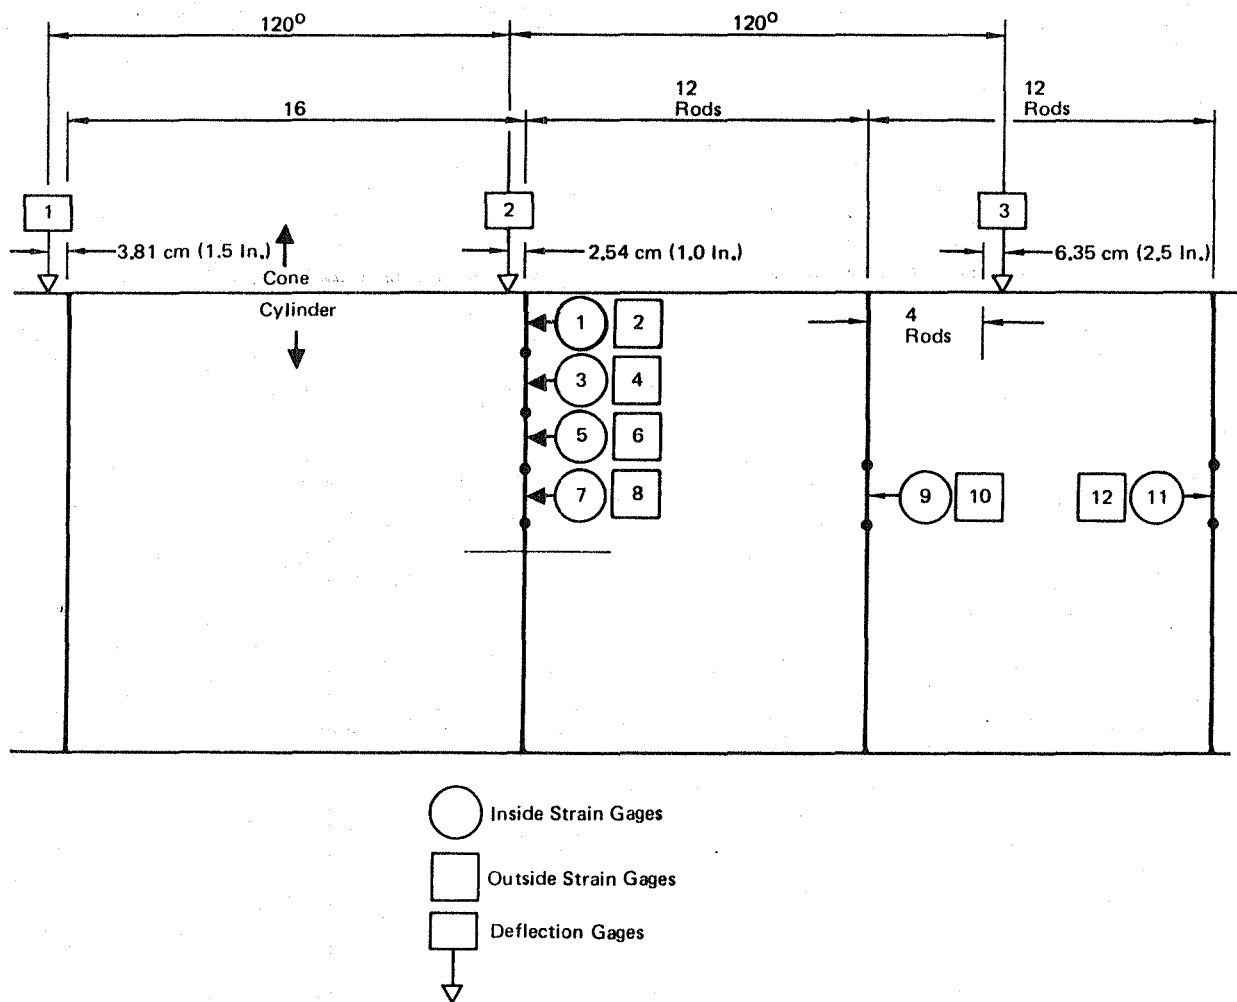 120º
120º
16
12
Rods
12
Rods
1
2
3
3.81 cm (1.5 In.)
2.54 cm (1.0 In.)
6.35 cm (2.5 In.)
Cone
Cylinder
1
2
4
Rods
3
4
5
6
7
8
9
10
12
11
Inside Strain Gages
Outside Strain Gages
Deflection Gages